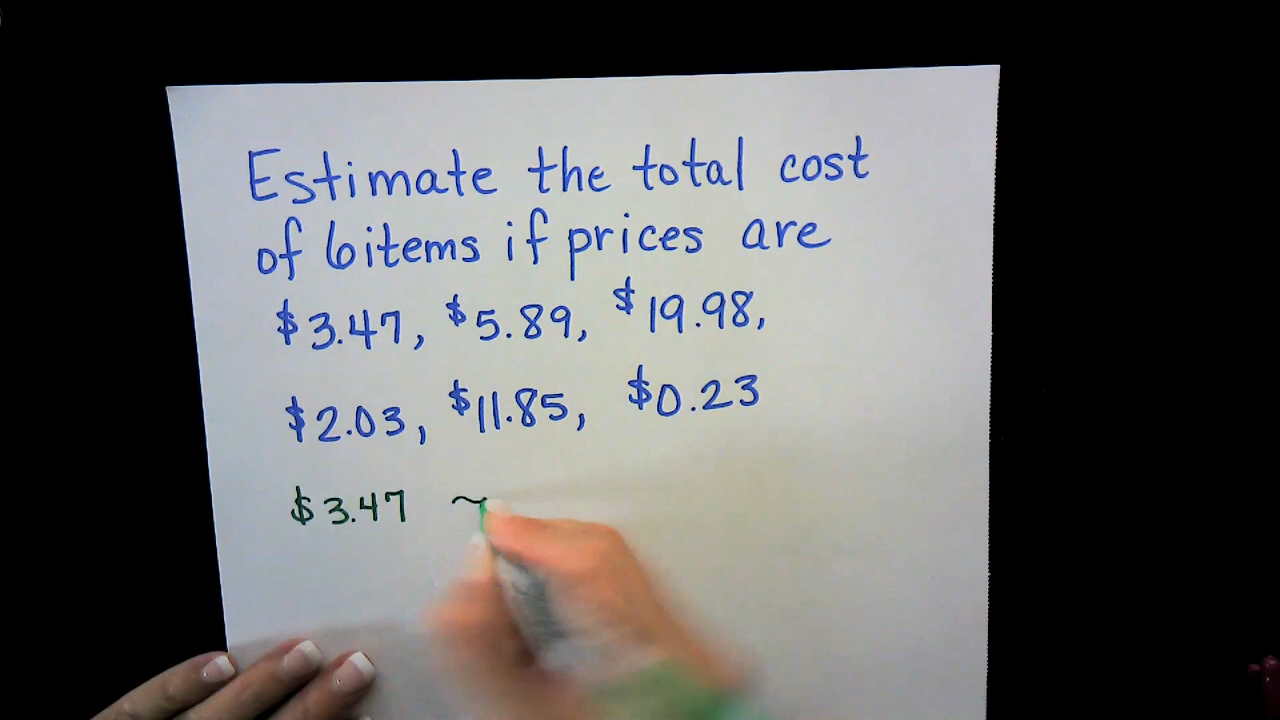 Estimate the total cost
of 6 items if prices are
$3.47, $5.89, $19.98,
$2.03, $11.85, $0.23
$3.47 ~